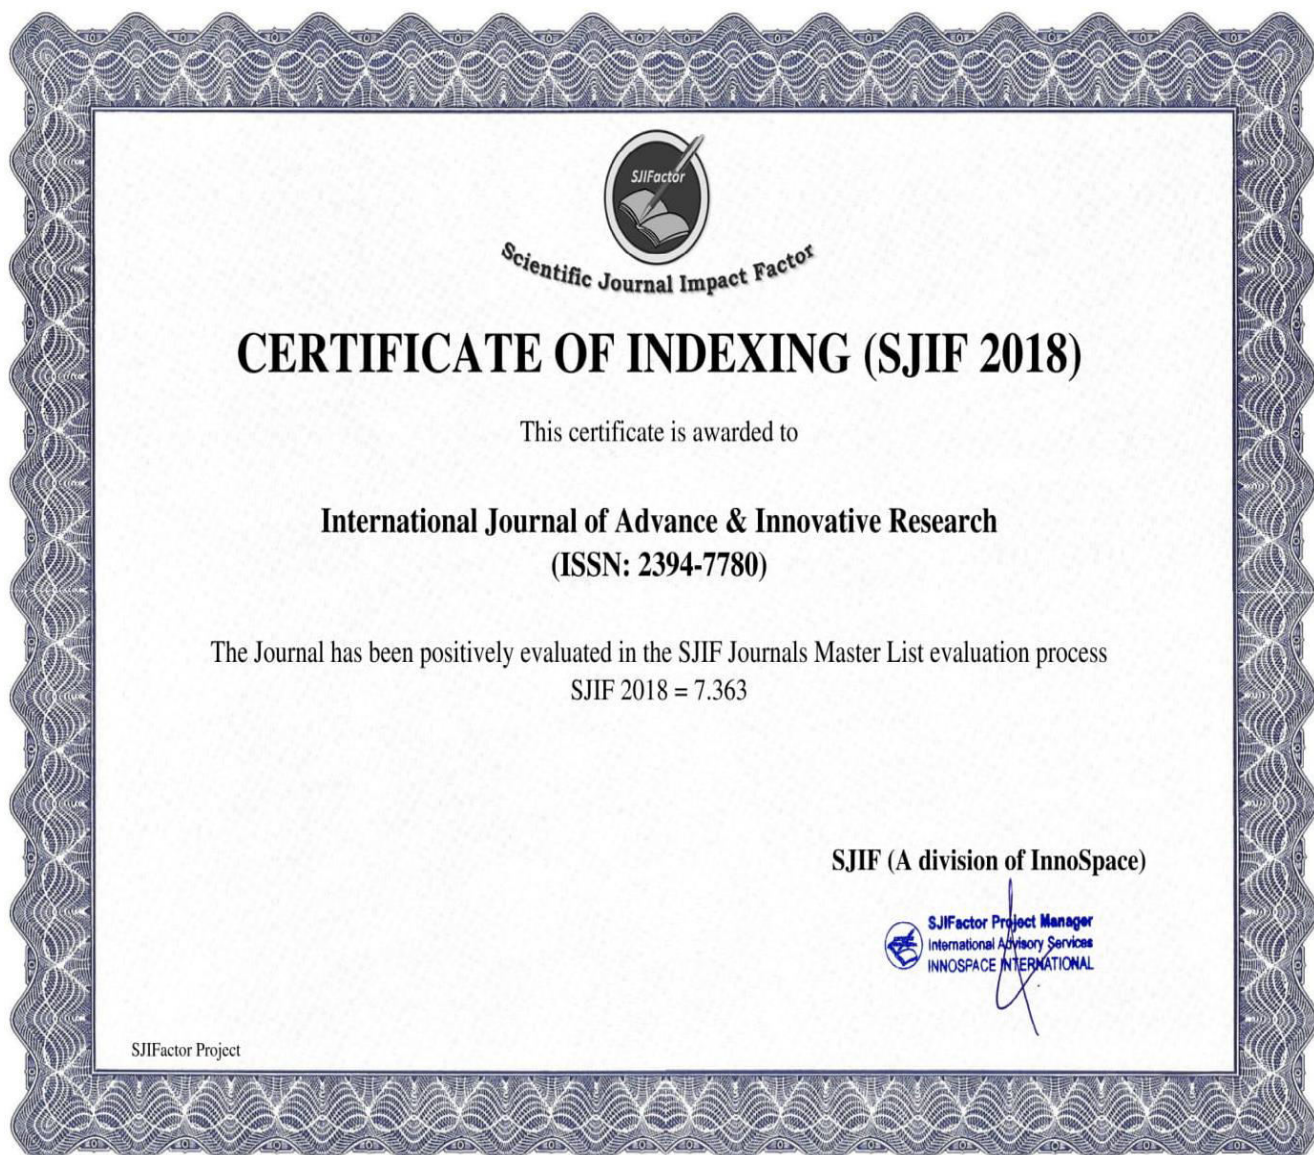 SJIFactor
Scientific Journal Impact Factor
CERTIFICATE OF INDEXING (SJIF 2018)
This certificate is awarded to
International Journal of Advance & Innovative Research
(ISSN: 2394-7780)
The Journal has been positively evaluated in the SJIF Journals Master List evaluation process
SJIF 2018 = 7.363
SJIF (A division of InnoSpace)
SJIFactor Project Manager
International Advisory Services
INNOSPACE INTERNATIONAL
SJIFactor Project